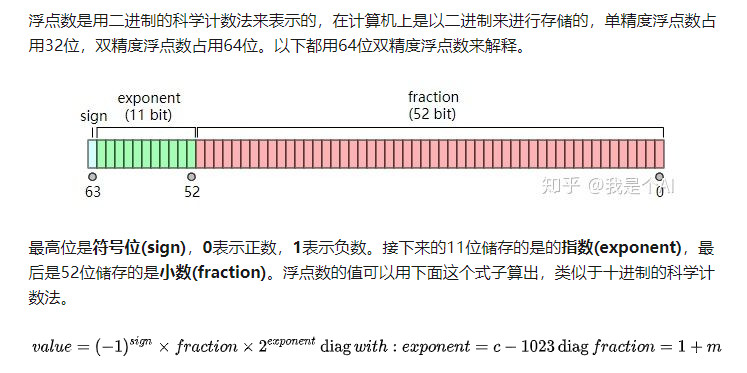 浮点数是用二进制的科学计数法来表示的，在计算机上是以二进制来进行存储的，单精度浮点数占
用32位，双精度浮点数占用64位。以下都用64位双精度浮点数来解释。
exponent fraction
sign (11 bit) (52 bit)
63 52 0
知乎 @我是个AI
最高位是符号位(sign)，0表示正数，1表示负数。接下来的11位储存的是的指数(exponent)，最
后是52位储存的是小数(fraction)。浮点数的值可以用下面这个式子算出，类似于十进制的科学计
数法。
value = (−1)^{sign} × fraction × 2^{exponent} diag with : exponent = c − 1023 diag fraction = 1 + m